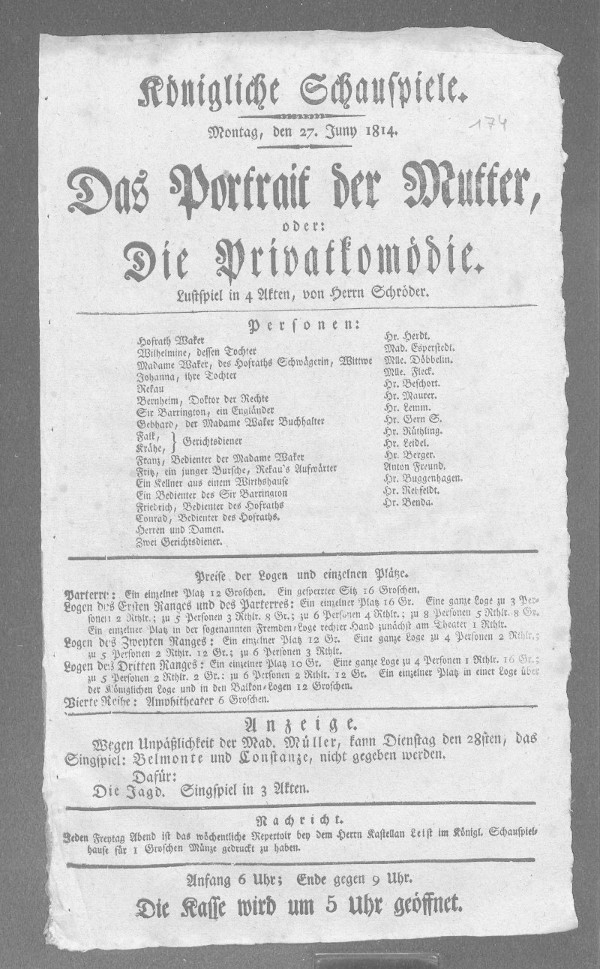 174
Königliche Schauspiele.
Montag, den 27. Juny 1814.
Das Portrait der Mutter,
oder:
Die Privatkomödie.
Lustspiel in 4 Akten, von Herrn Schröder.
Personen:
Hofrath Waker Hr. Herdt.
Wilhelmine, dessen Tochter Mad. Esperstedt.
Madame Waker, des Hofraths Schwägerin, Wittwe Mlle. Döbbelin.
Johanna, ihre Tochter Mlle. Fleck.
Rekau Hr. Beschort.
Bernheim, Doktor der Rechte Hr. Maurer.
Sir Barrington, ein Engländer Hr. Lemm.
Gebhard, der Madame Waker Buchhalter Hr. Gern S.
Falk, Hr. Rüthling.
Krähe, } Gerichtsdiener Hr. Leidel.
Franz, Bedienter der Madame Waker Hr. Berger.
Fritz, ein junger Bursche, Rekau's Aufwärter Anton Freund.
Ein Kellner aus einem Wirthshause Hr. Buggenhagen.
Ein Bedienter des Sir Barrington Hr. Reisfeldt.
Friedrich, Bedienter des Hofraths Hr. Benda.
Conrad, Bedienter des Hofraths.
Herren und Damen.
Zwei Gerichtsdiener.
Preise der Logen und einzelnen Plätze.
Parterre: Ein einzelner Platz 12 Groschen. Ein gesperrter Sitz 16 Groschen.
Logen des Ersten Ranges und des Parterres: Ein einzelner Platz 16 Gr. Eine ganze Loge zu 3 Per-
sonen 2 Rthlr.; zu 5 Personen 3 Rthlr. 8 Gr.; zu 6 Personen 4 Rthlr.; zu 8 Personen 5 Rthlr. 8 Gr.
Ein einzelner Platz in der sogenannten Fremden-Loge rechter Hand zunächst am Theater 1 Rthlr.
Logen des Zweyten Ranges: Ein einzelner Platz 12 Gr. Eine ganze Loge zu 4 Personen 2 Rthlr.;
zu 5 Personen 2 Rthlr. 12 Gr.; zu 6 Personen 3 Rthlr.
Logen des Dritten Ranges: Ein einzelner Platz 10 Gr. Eine ganze Loge zu 4 Personen 1 Rthlr. 16 Gr.;
zu 5 Personen 2 Rthlr. 2 Gr.; zu 6 Personen 2 Rthlr. 12 Gr. Ein einzelner Platz in einer Loge über
der Königlichen Loge und in den Balkon-Logen 12 Groschen.
Vierte Reihe: Amphitheater 6 Groschen.
Anzeige.
Wegen Unpäßlichkeit der Mad. Müller, kann Dienstag den 28sten, das
Singspiel: Belmonte und Constanze, nicht gegeben werden.
Dafür:
Die Jagd. Singspiel in 3 Akten.
Nachricht.
Jeden Freytag Abend ist das wöchentliche Repertoir bey dem Herrn Kastellan Leist im Königl. Schauspiel-
hause für 1 Groschen Münze gedruckt zu haben.
Anfang 6 Uhr; Ende gegen 9 Uhr.
Die Kasse wird um 5 Uhr geöffnet.